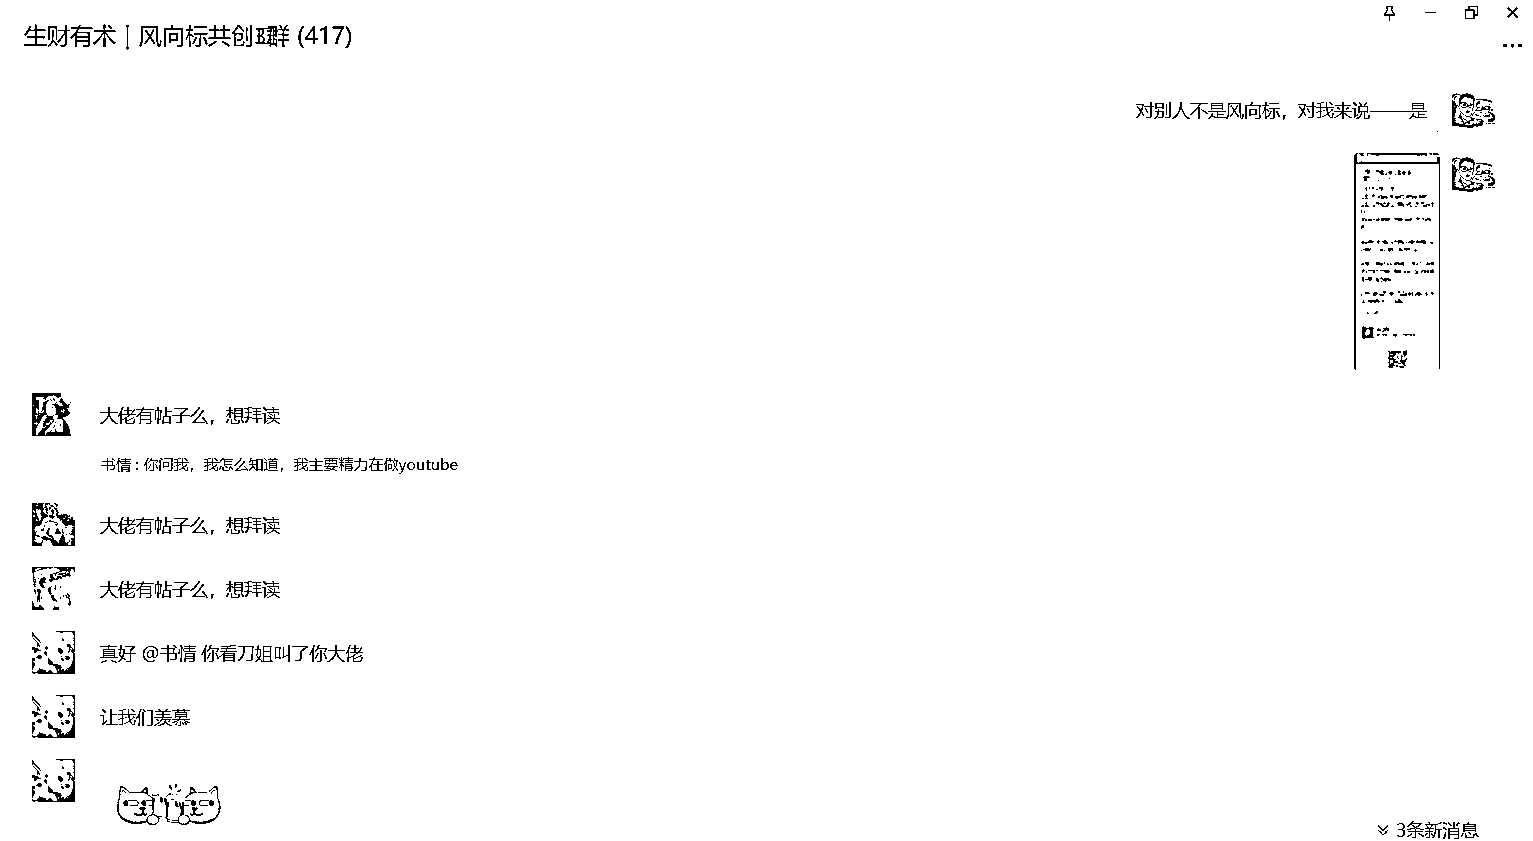 生财有术｜风向标共创群 (417)
对别人不是风向标，对我来说——是
大佬有帖子么，想拜读
书情 : 你问我，我怎么知道，我主要精力在做youtube
大佬有帖子么，想拜读
大佬有帖子么，想拜读
真好 @书情 你看刀姐叫了你大佬
让我们羡慕
3条新消息